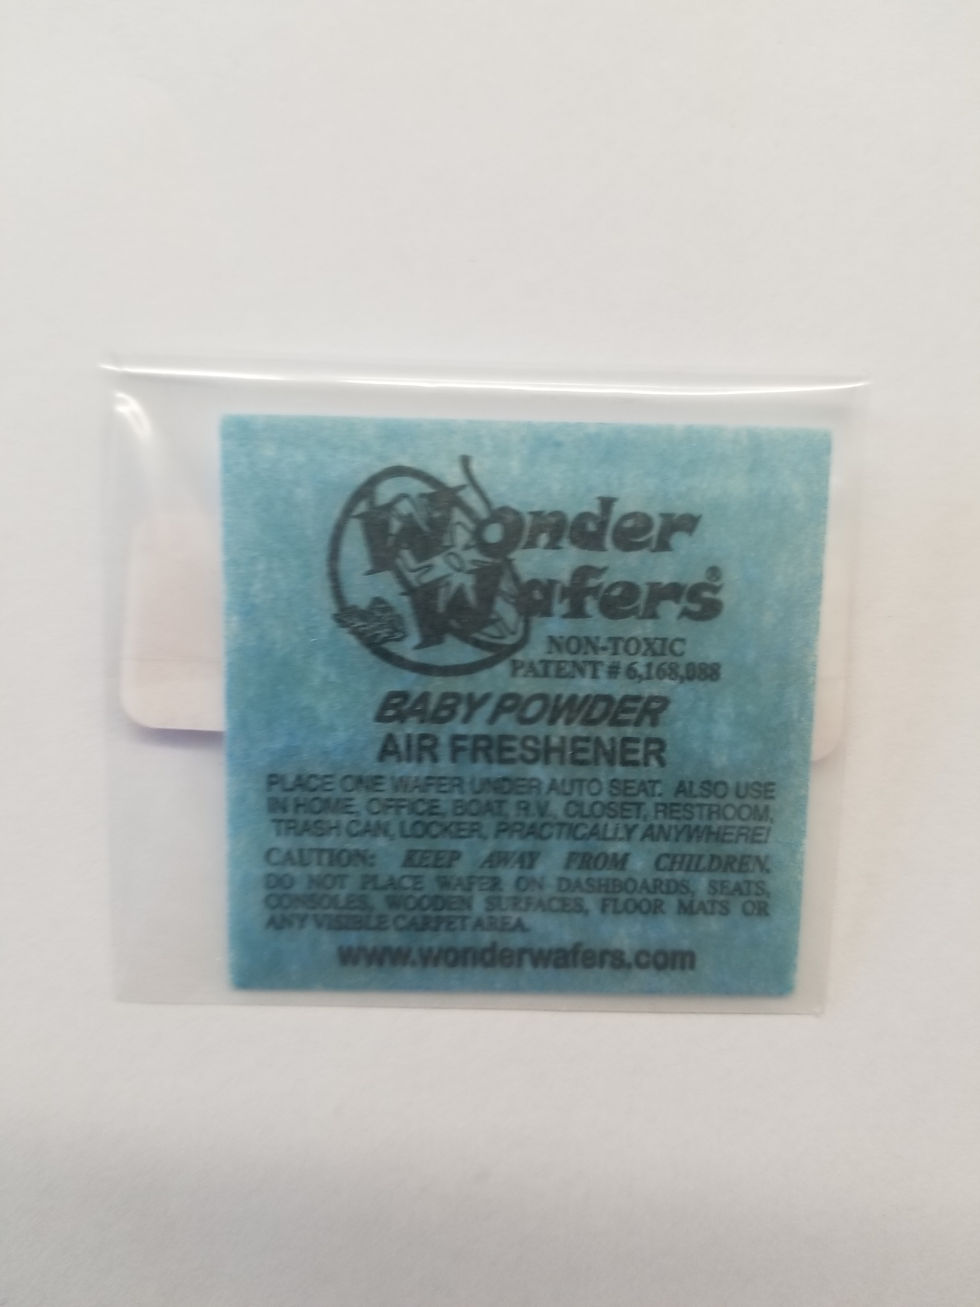 Wonder
Wafers®
NON-TOXIC
PATENT # 6,168,088
BABY POWDER
AIR FRESHENER
PLACE ONE WAFER UNDER AUTO SEAT. ALSO USE
IN HOME, OFFICE, BOAT, R.V., CLOSET, RESTROOM,
TRASH CAN, LOCKER, PRACTICALLY ANYWHERE!
CAUTION: KEEP AWAY FROM CHILDREN.
DO NOT PLACE WAFER ON DASHBOARDS, SEATS,
CONSOLES, WOODEN SURFACES, FLOOR MATS OR
ANY VISIBLE CARPET AREA.
www.wonderwafers.com